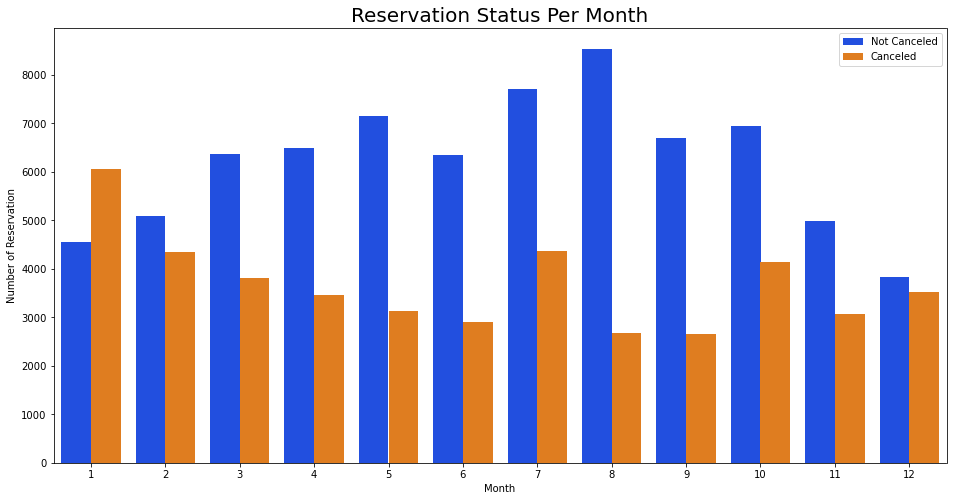 Reservation Status Per Month
Not Canceled
Canceled
Number of Reservation
8000
7000
6000
5000
4000
3000
2000
1000
0
1 2 3 4 5 6 7 8 9 10 11 12
Month